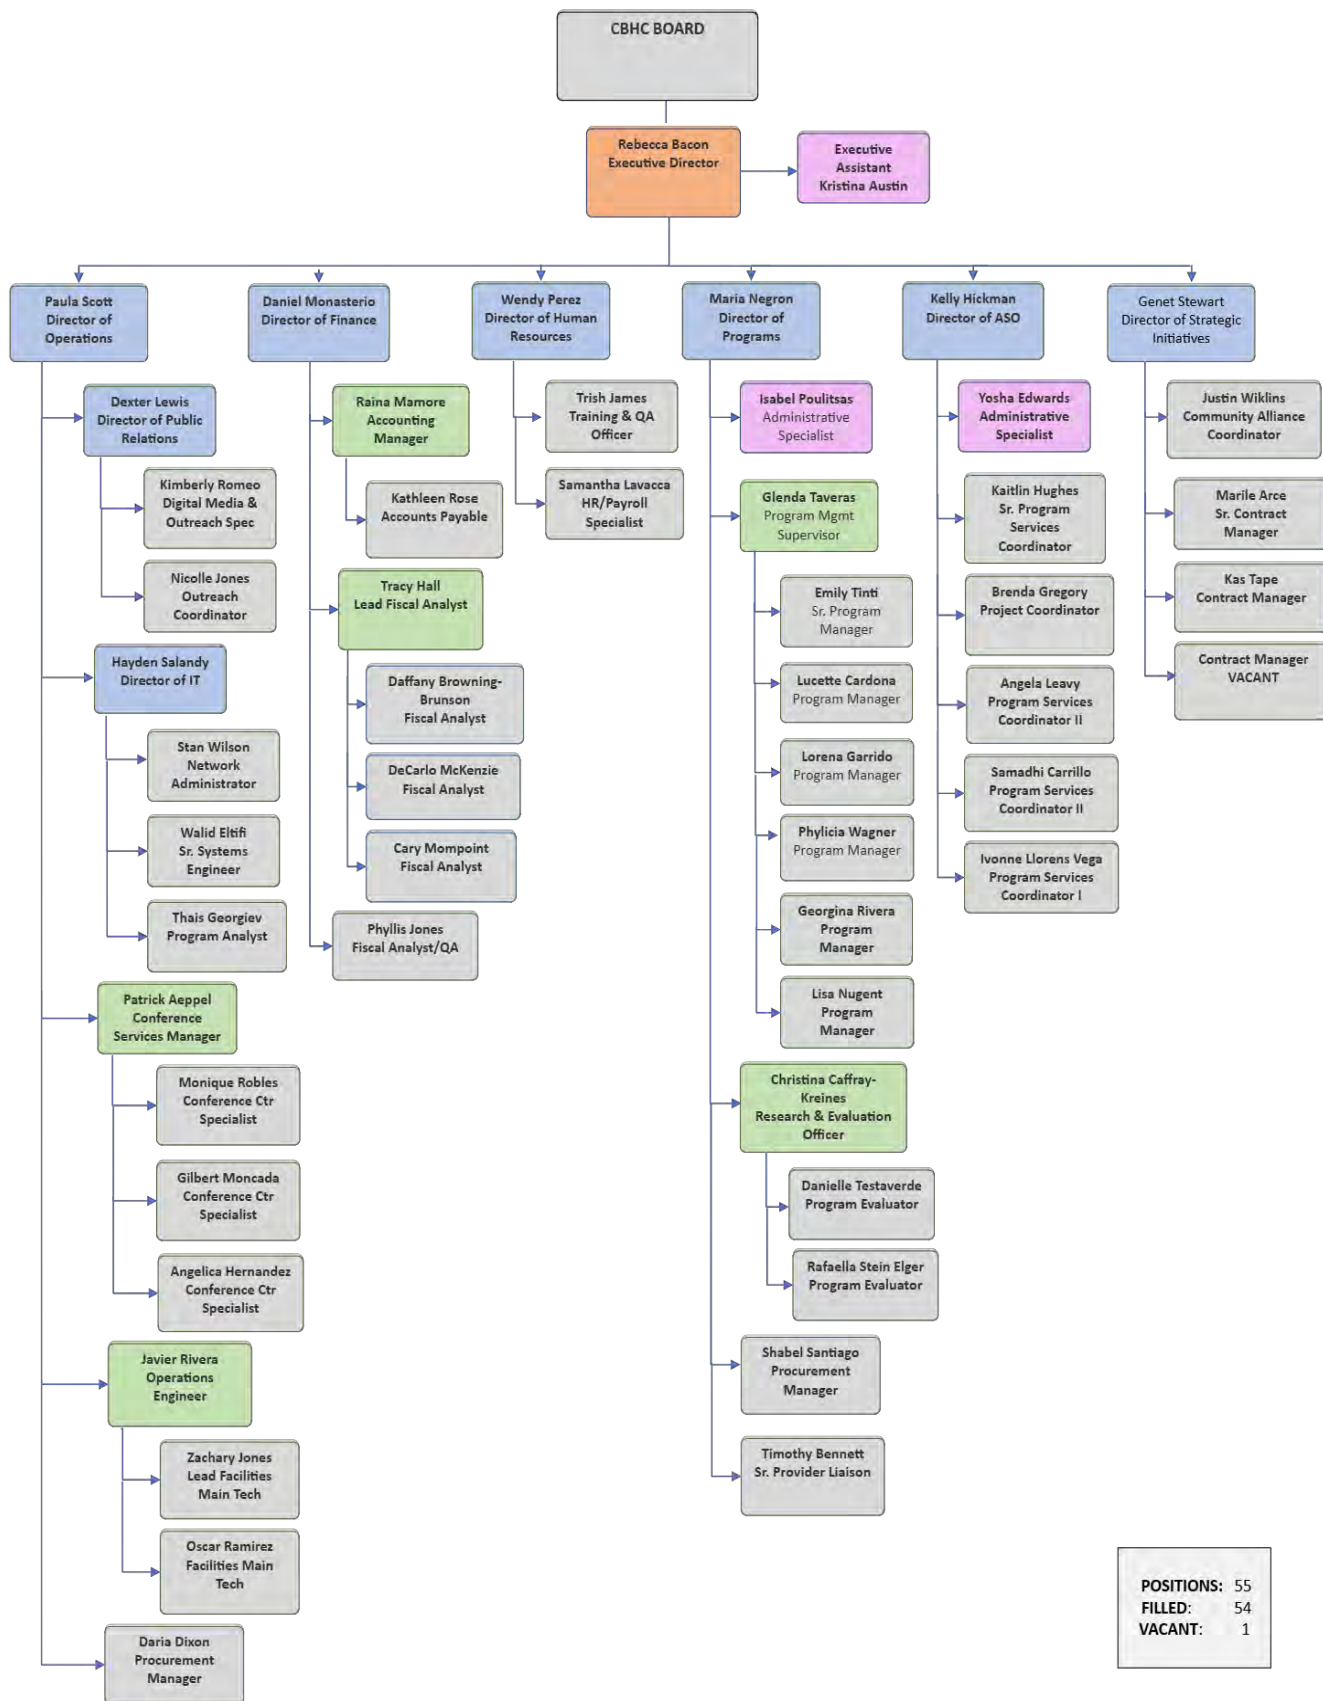 CBHC BOARD
Rebecca Bacon
Executive Director
Executive
Assistant
Kristina Austin
Paula Scott
Director of
Operations
Daniel Monasterio
Director of Finance
Wendy Perez
Director of Human
Resources
Maria Negron
Director of
Programs
Kelly Hickman
Director of ASO
Genet Stewart
Director of Strategic
Initiatives
Dexter Lewis
Director of Public
Relations
Kimberly Romeo
Digital Media &
Outreach Spec
Nicolle Jones
Outreach
Coordinator
Hayden Salandy
Director of IT
Stan Wilson
Network
Administrator
Walid Eltifi
Sr. Systems
Engineer
Thais Georgiev
Program Analyst
Patrick Aeppel
Conference
Services Manager
Monique Robles
Conference Ctr
Specialist
Gilbert Moncada
Conference Ctr
Specialist
Angelica Hernandez
Conference Ctr
Specialist
Javier Rivera
Operations
Engineer
Zachary Jones
Lead Facilities
Main Tech
Oscar Ramirez
Facilities Main
Tech
Daria Dixon
Procurement
Manager
Raina Mamore
Accounting
Manager
Kathleen Rose
Accounts Payable
Tracy Hall
Lead Fiscal Analyst
Daffany Browning-
Brunson
Fiscal Analyst
DeCarlo McKenzie
Fiscal Analyst
Cary Mompoint
Fiscal Analyst
Phyllis Jones
Fiscal Analyst/QA
Trish James
Training & QA
Officer
Samantha Lavacca
HR/Payroll
Specialist
Isabel Poulitsas
Administrative
Specialist
Glenda Taveras
Program Mgmt
Supervisor
Emily Tinti
Sr. Program
Manager
Lucette Cardona
Program Manager
Lorena Garrido
Program Manager
Phylicia Wagner
Program Manager
Georgina Rivera
Program
Manager
Lisa Nugent
Program
Manager
Christina Caffray-
Kreines
Research & Evaluation
Officer
Danielle Testaverde
Program Evaluator
Rafaella Stein Elger
Program Evaluator
Shabel Santiago
Procurement
Manager
Timothy Bennett
Sr. Provider Liaison
Yosha Edwards
Administrative
Specialist
Kaitlin Hughes
Sr. Program
Services
Coordinator
Brenda Gregory
Project Coordinator
Angela Leavy
Program Services
Coordinator II
Samadhi Carrillo
Program Services
Coordinator II
Ivonne Llorens Vega
Program Services
Coordinator I
Justin Wiklins
Community Alliance
Coordinator
Marile Arce
Sr. Contract
Manager
Kas Tape
Contract Manager
Contract Manager
VACANT
POSITIONS: 55
FILLED: 54
VACANT: 1